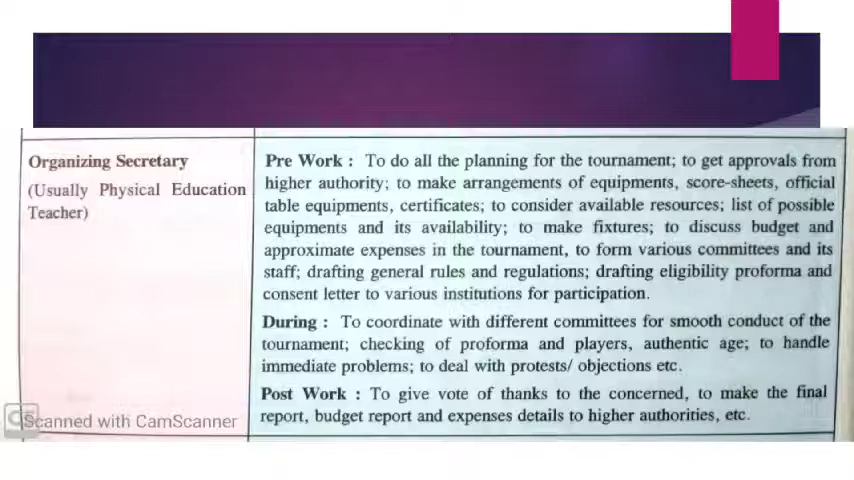 Organizing Secretary
(Usually Physical Education
Teacher)
Pre Work : To do all the planning for the tournament; to get approvals from
higher authority; to make arrangements of equipments, score-sheets, official
table equipments, certificates; to consider available resources; list of possible
equipments and its availability; to make fixtures; to discuss budget and
approximate expenses in the tournament, to form various committees and its
staff; drafting general rules and regulations; drafting eligibility proforma and
consent letter to various institutions for participation.
During : To coordinate with different committees for smooth conduct of the
tournament; checking of proforma and players, authentic age; to handle
immediate problems; to deal with protests/ objections etc.
Post Work : To give vote of thanks to the concerned, to make the final
report, budget report and expenses details to higher authorities, etc.
CS Scanned with CamScanner